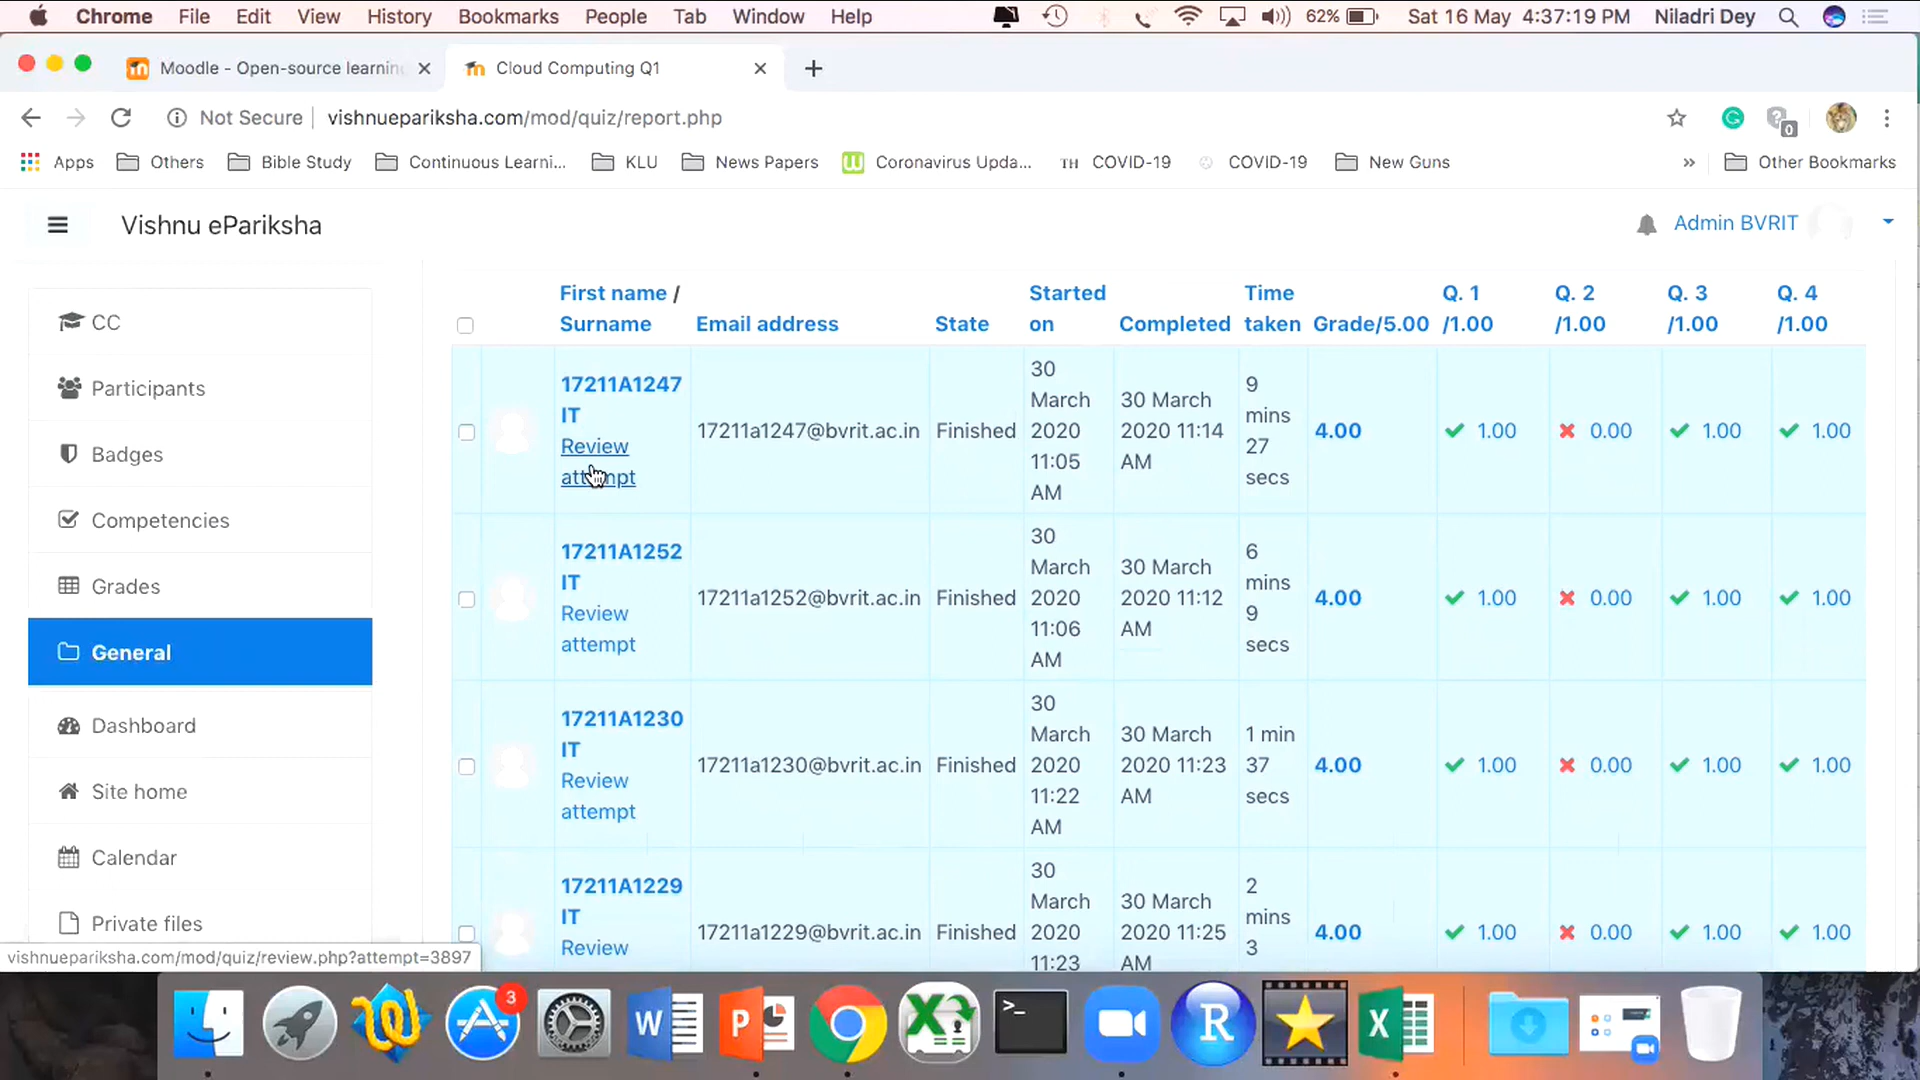 Chrome File Edit View History Bookmarks People Tab Window Help 62% Sat 16 May 4:37:19 PM Niladri Dey
Moodle - Open-source learning Cloud Computing Q1
Not Secure vishnuepariksha.com/mod/quiz/report.php 0
Apps Others Bible Study Continuous Learni... KLU News Papers Coronavirus Upda... TH COVID-19 COVID-19 New Guns » Other Bookmarks
Vishnu ePariksha Admin BVRIT
CC
Participants
Badges
Competencies
Grades
General
Dashboard
Site home
Calendar
Private files
First name / Started Time Q. 1 Q. 2 Q. 3 Q. 4
Surname Email address State on Completed taken Grade/5.00 /1.00 /1.00 /1.00 /1.00
30
17211A1247 March 9
IT 30 March mins
Review 17211a1247@bvrit.ac.in Finished 2020 2020 11:14 27 4.00 1.00 0.00 1.00 1.00
attempt 11:05 AM secs
AM
30
17211A1252 March 6
IT 30 March mins
Review 17211a1252@bvrit.ac.in Finished 2020 2020 11:12 9 4.00 1.00 0.00 1.00 1.00
attempt 11:06 AM secs
AM
30
17211A1230 March 1 min
IT 30 March 37
Review 17211a1230@bvrit.ac.in Finished 2020 2020 11:23 secs 4.00 1.00 0.00 1.00 1.00
attempt 11:22 AM
AM
30
17211A1229 March 2
IT 30 March mins
Review 17211a1229@bvrit.ac.in Finished 2020 2020 11:25 3 4.00 1.00 0.00 1.00 1.00
11:23 AM
vishnuepariksha.com/mod/quiz/review.php?attempt=3897
3
W P X >_ R X